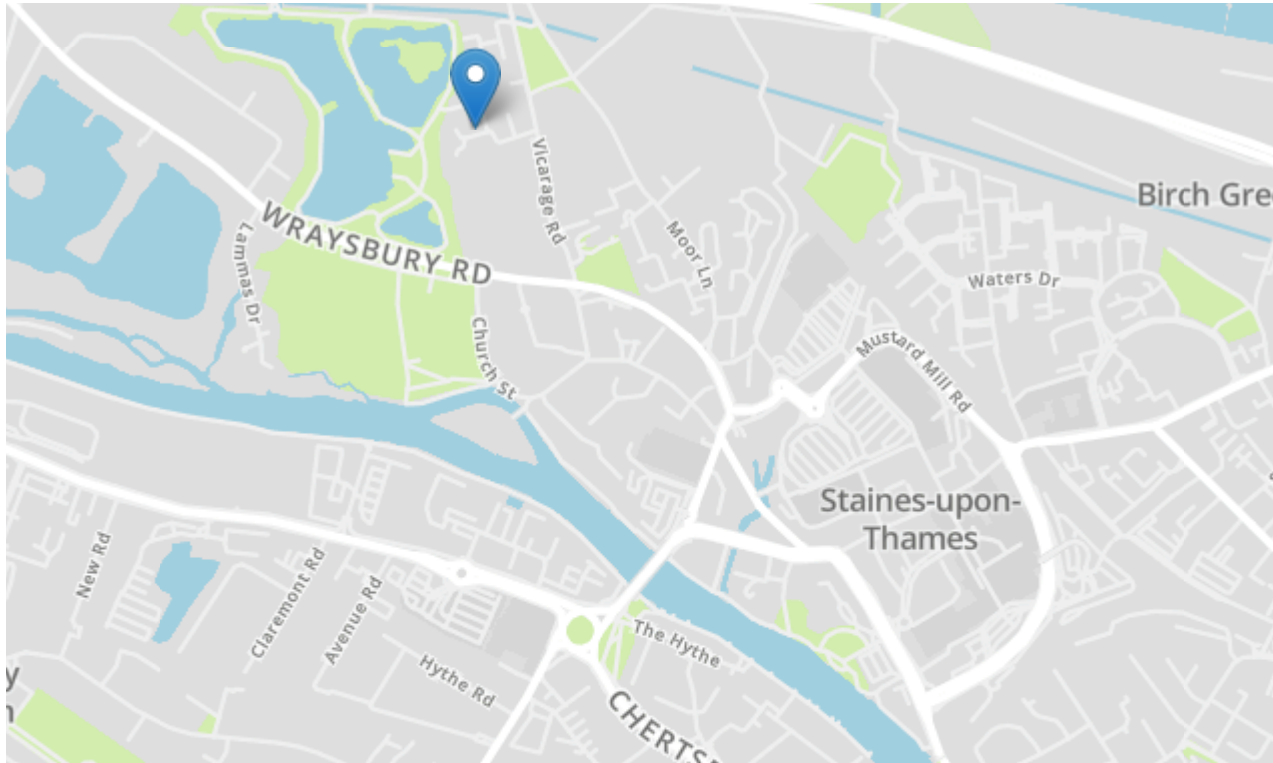 Vicarage Rd
Birch Gre
WRAYSBURY RD
Moor Ln
Lammas Dr
Waters Dr
Church St
Mustard Mill Rd
Staines-upon-
Thames
New Rd
Claremont Rd
Avenue Rd
The Hythe
Hythe Rd
y
n
CHERTS